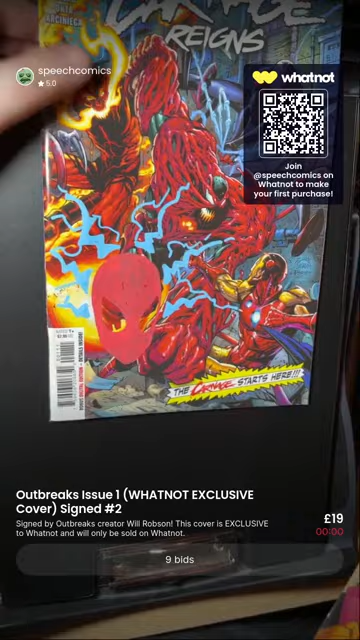 CARNAGE
REIGNS
speechcomics
★ 5.0
whatnot
Join
@speechcomics on
Whatnot to make
your first purchase!
THE CARNAGE STARTS HERE!!!
Outbreaks Issue 1 (WHATNOT EXCLUSIVE
Cover) Signed #2
Signed by Outbreaks creator Will Robson! This cover is EXCLUSIVE
to Whatnot and will only be sold on Whatnot.
£19
00:00
9 bids